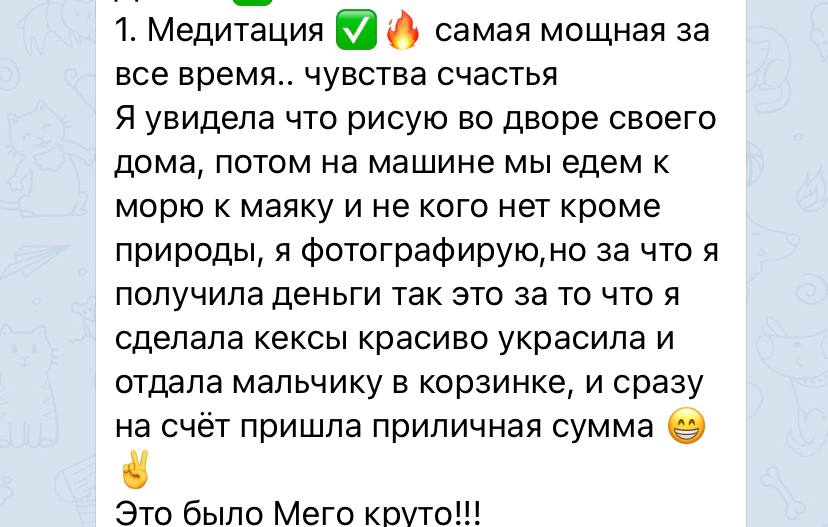 1. Медитация ✅🔥 самая мощная за
все время.. чувства счастья
Я увидела что рисую во дворе своего
дома, потом на машине мы едем к
морю к маяку и не кого нет кроме
природы, я фотографирую,но за что я
получила деньги так это за то что я
сделала кексы красиво украсила и
отдала мальчику в корзинке, и сразу
на счёт пришла приличная сумма 😁
✌️
Это было Мего круто!!!